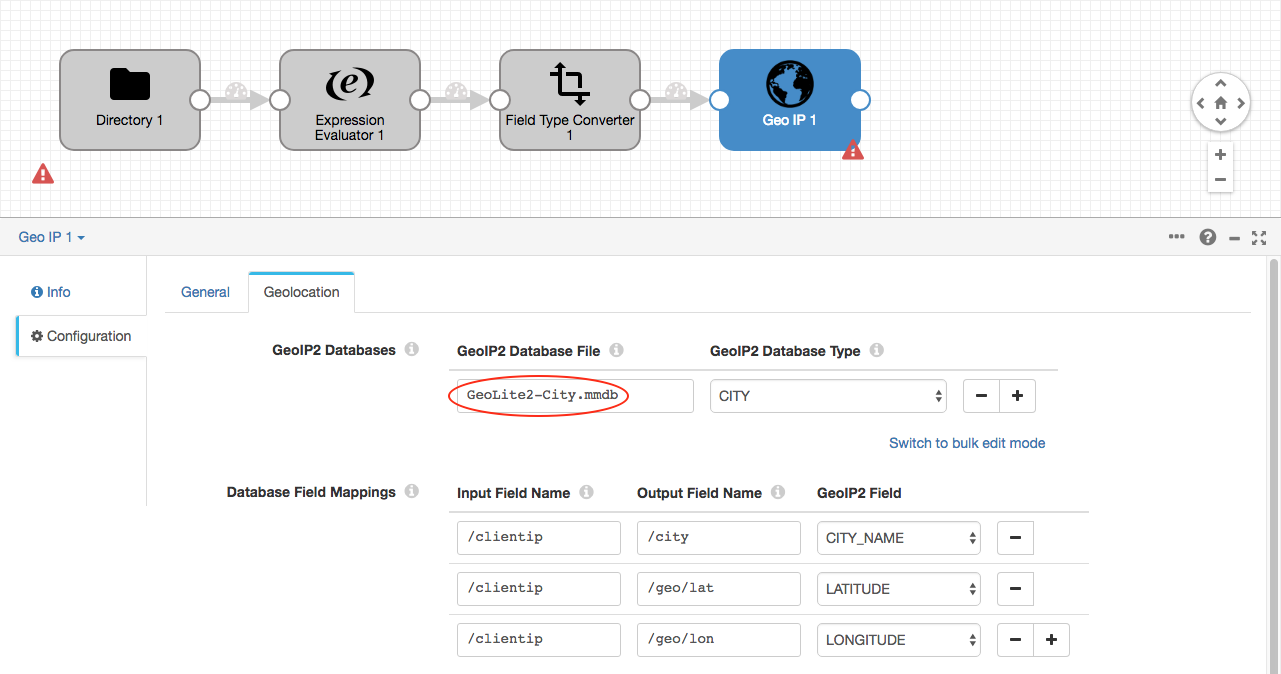 Directory 1
Expression
Evaluator 1
Field Type Converter
1
Geo IP 1
Geo IP 1
Info
Configuration
General
Geolocation
GeoIP2 Databases
GeoIP2 Database File
GeoIP2 Database Type
GeoLite2-City.mmdb
CITY
Switch to bulk edit mode
Database Field Mappings
Input Field Name
Output Field Name
GeoIP2 Field
/clientip
/city
CITY_NAME
/clientip
/geo/lat
LATITUDE
/clientip
/geo/lon
LONGITUDE